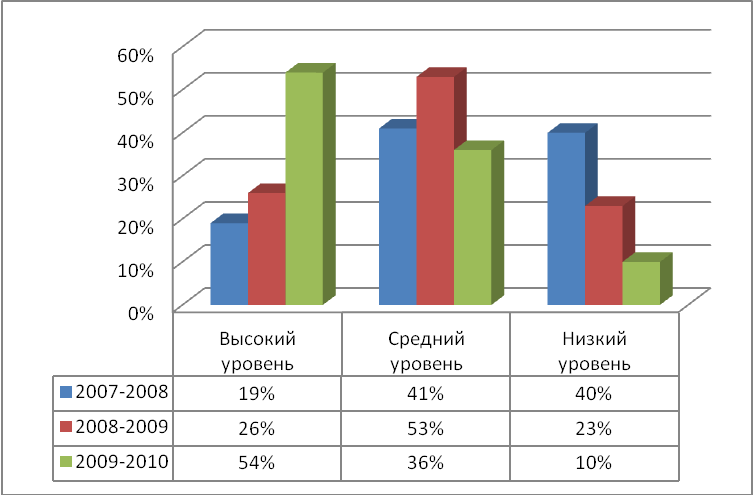 60%
50%
40%
30%
20%
10%
0%
Высокий уровень
Средний уровень
Низкий уровень
2007-2008 19% 41% 40%
2008-2009 26% 53% 23%
2009-2010 54% 36% 10%